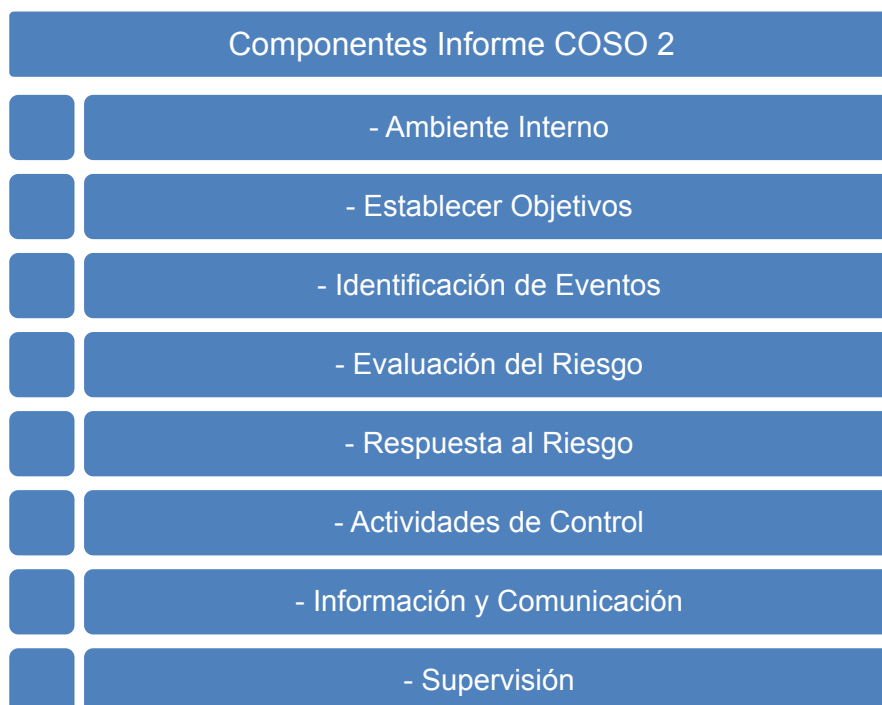 Componentes Informe COSO 2
- Ambiente Interno
- Establecer Objetivos
- Identificación de Eventos
- Evaluación del Riesgo
- Respuesta al Riesgo
- Actividades de Control
- Información y Comunicación
- Supervisión